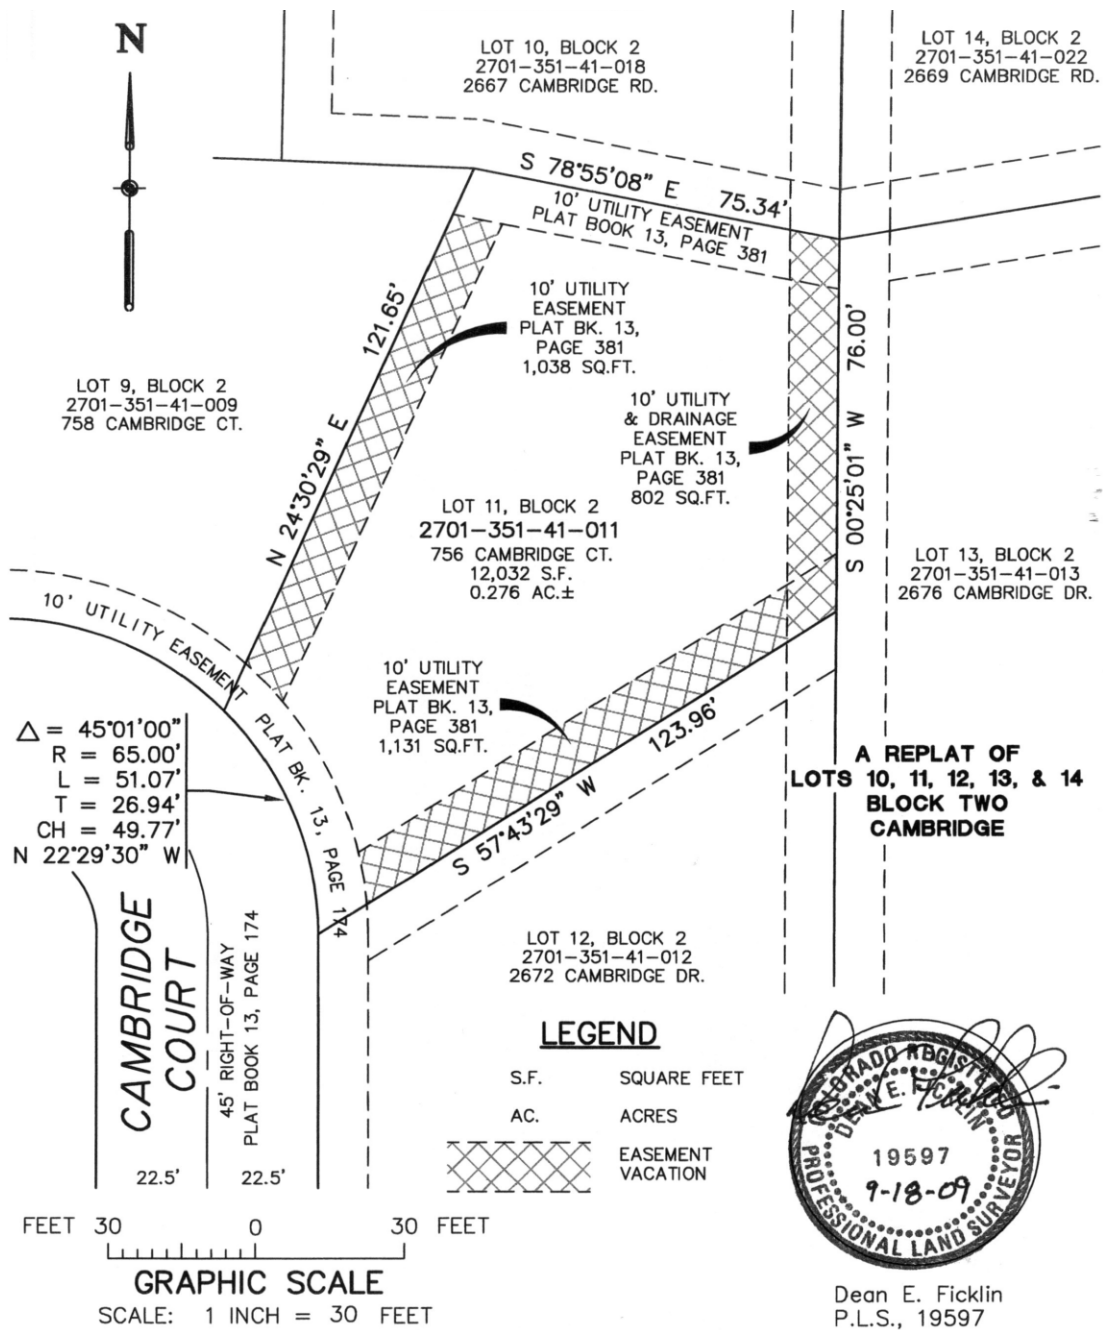 N
LOT 10, BLOCK 2
2701-351-41-018
2667 CAMBRIDGE RD.
LOT 14, BLOCK 2
2701-351-41-022
2669 CAMBRIDGE RD.
S 78°55'08" E 75.34'
10' UTILITY EASEMENT
PLAT BOOK 13, PAGE 381
121.65'
N 24°30'29" E
10' UTILITY
EASEMENT
PLAT BK. 13,
PAGE 381
1,038 SQ.FT.
76.00'
S 00°25'01" W
LOT 9, BLOCK 2
2701-351-41-009
758 CAMBRIDGE CT.
10' UTILITY
& DRAINAGE
EASEMENT
PLAT BK. 13,
PAGE 381
802 SQ.FT.
LOT 11, BLOCK 2
2701-351-41-011
756 CAMBRIDGE CT.
12,032 S.F.
0.276 AC.±
LOT 13, BLOCK 2
2701-351-41-013
2676 CAMBRIDGE DR.
10' UTILITY EASEMENT PLAT BK. 13, PAGE 174
10' UTILITY
EASEMENT
PLAT BK. 13,
PAGE 381
1,131 SQ.FT.
123.96'
S 57°43'29" W
△ = 45°01'00"
R = 65.00'
L = 51.07'
T = 26.94'
CH = 49.77'
N 22°29'30" W
A REPLAT OF
LOTS 10, 11, 12, 13, & 14
BLOCK TWO
CAMBRIDGE
CAMBRIDGE
COURT
45' RIGHT-OF-WAY
PLAT BOOK 13, PAGE 174
22.5' 22.5'
LOT 12, BLOCK 2
2701-351-41-012
2672 CAMBRIDGE DR.
LEGEND
S.F. SQUARE FEET
AC. ACRES
EASEMENT
VACATION
COLORADO REGISTERED
DEAN E. FICKLIN
19597
9-18-09
PROFESSIONAL LAND SURVEYOR
FEET 30 0 30 FEET
GRAPHIC SCALE
SCALE: 1 INCH = 30 FEET
Dean E. Ficklin
P.L.S., 19597